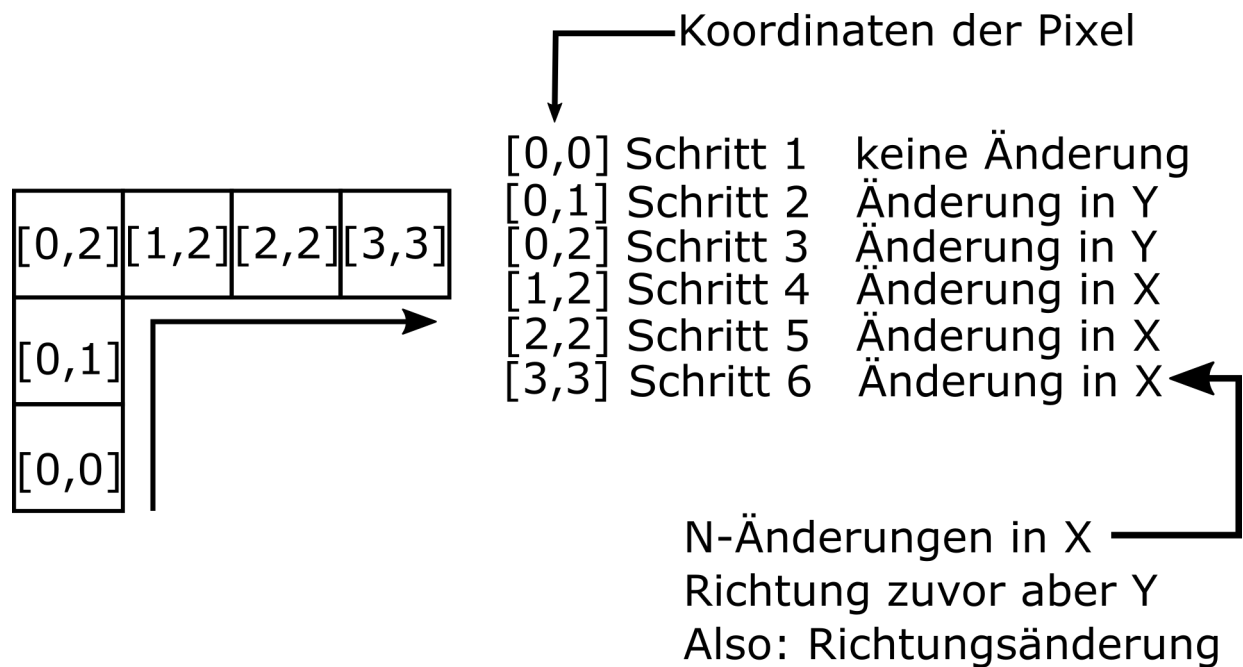 Koordinaten der Pixel
[0,0] Schritt 1 keine Änderung
[0,1] Schritt 2 Änderung in Y
[0,2] Schritt 3 Änderung in Y
[1,2] Schritt 4 Änderung in X
[2,2] Schritt 5 Änderung in X
[3,3] Schritt 6 Änderung in X
[0,2] [1,2] [2,2] [3,3]
[0,1]
[0,0]
N-Änderungen in X
Richtung zuvor aber Y
Also: Richtungsänderung